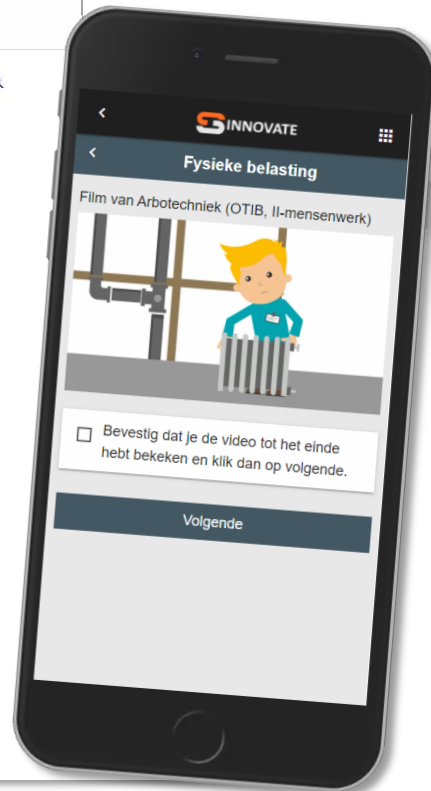 INNOVATE
Fysieke belasting
Film van Arbotechniek (OTIB, II-mensenwerk)
Bevestig dat je de video tot het einde
hebt bekeken en klik dan op volgende.
Volgende